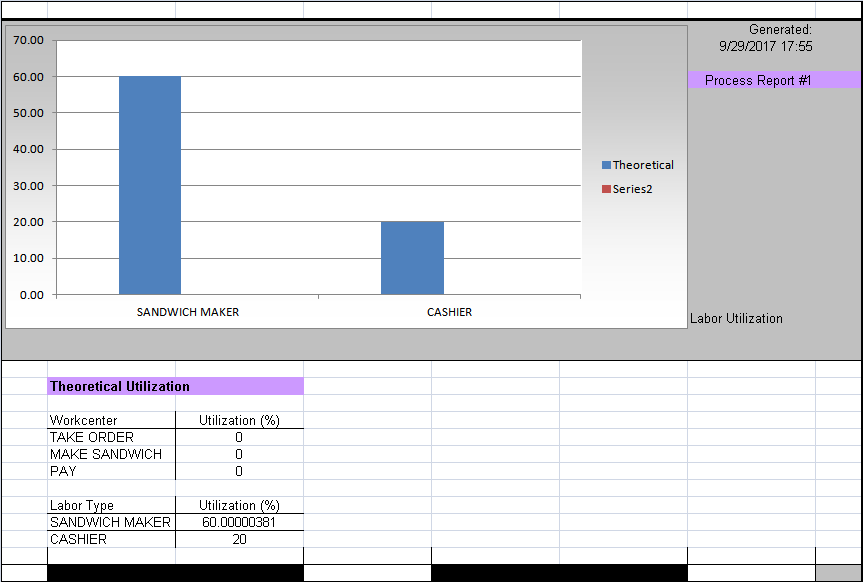 Generated:
9/29/2017 17:55
Process Report #1
70.00
60.00
50.00
40.00
30.00
20.00
10.00
0.00
SANDWICH MAKER
CASHIER
Theoretical
Series2
Labor Utilization
Theoretical Utilization
Workcenter Utilization (%)
TAKE ORDER 0
MAKE SANDWICH 0
PAY 0
Labor Type Utilization (%)
SANDWICH MAKER 60.00000381
CASHIER 20